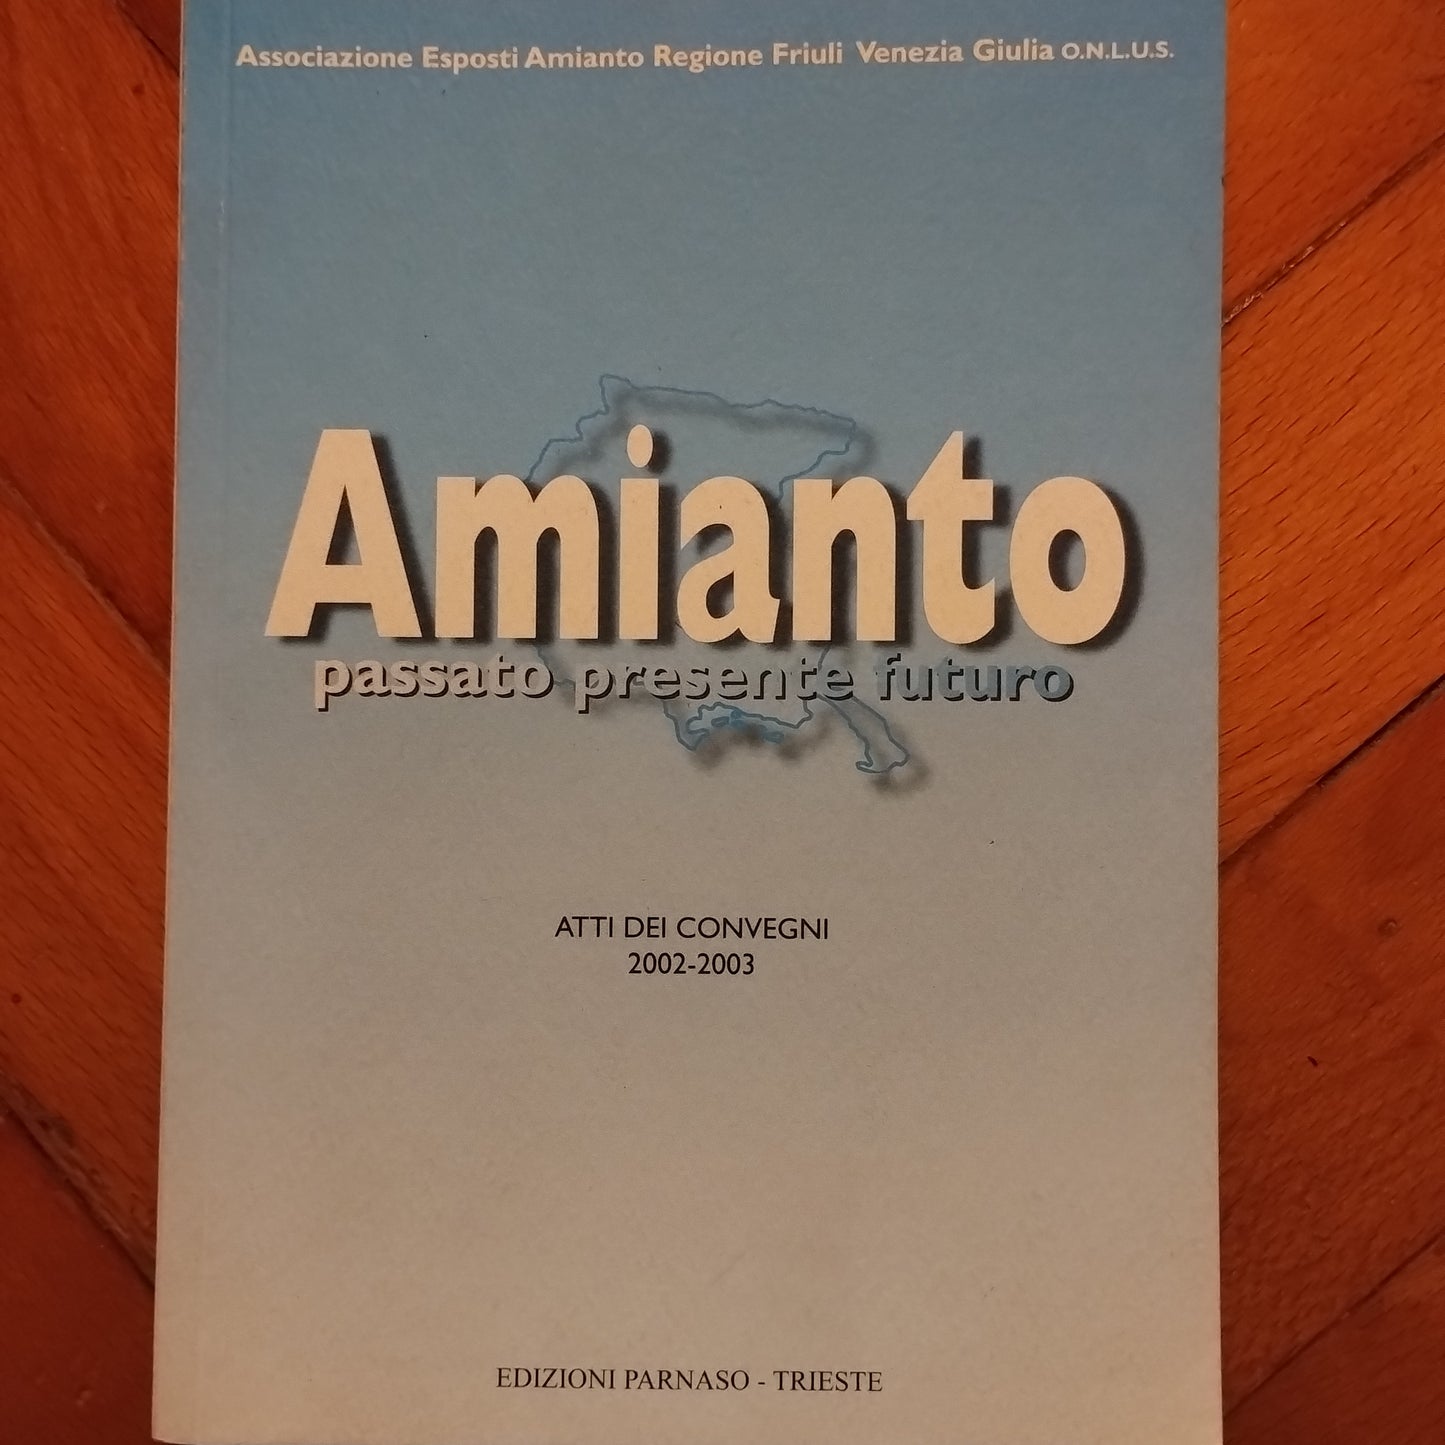 Associazione Esposti Amianto Regione Friuli Venezia Giulia O.N.L.U.S.
Amianto
passato presente futuro
ATTI DEI CONVEGNI
2002-2003
EDIZIONI PARNASO - TRIESTE